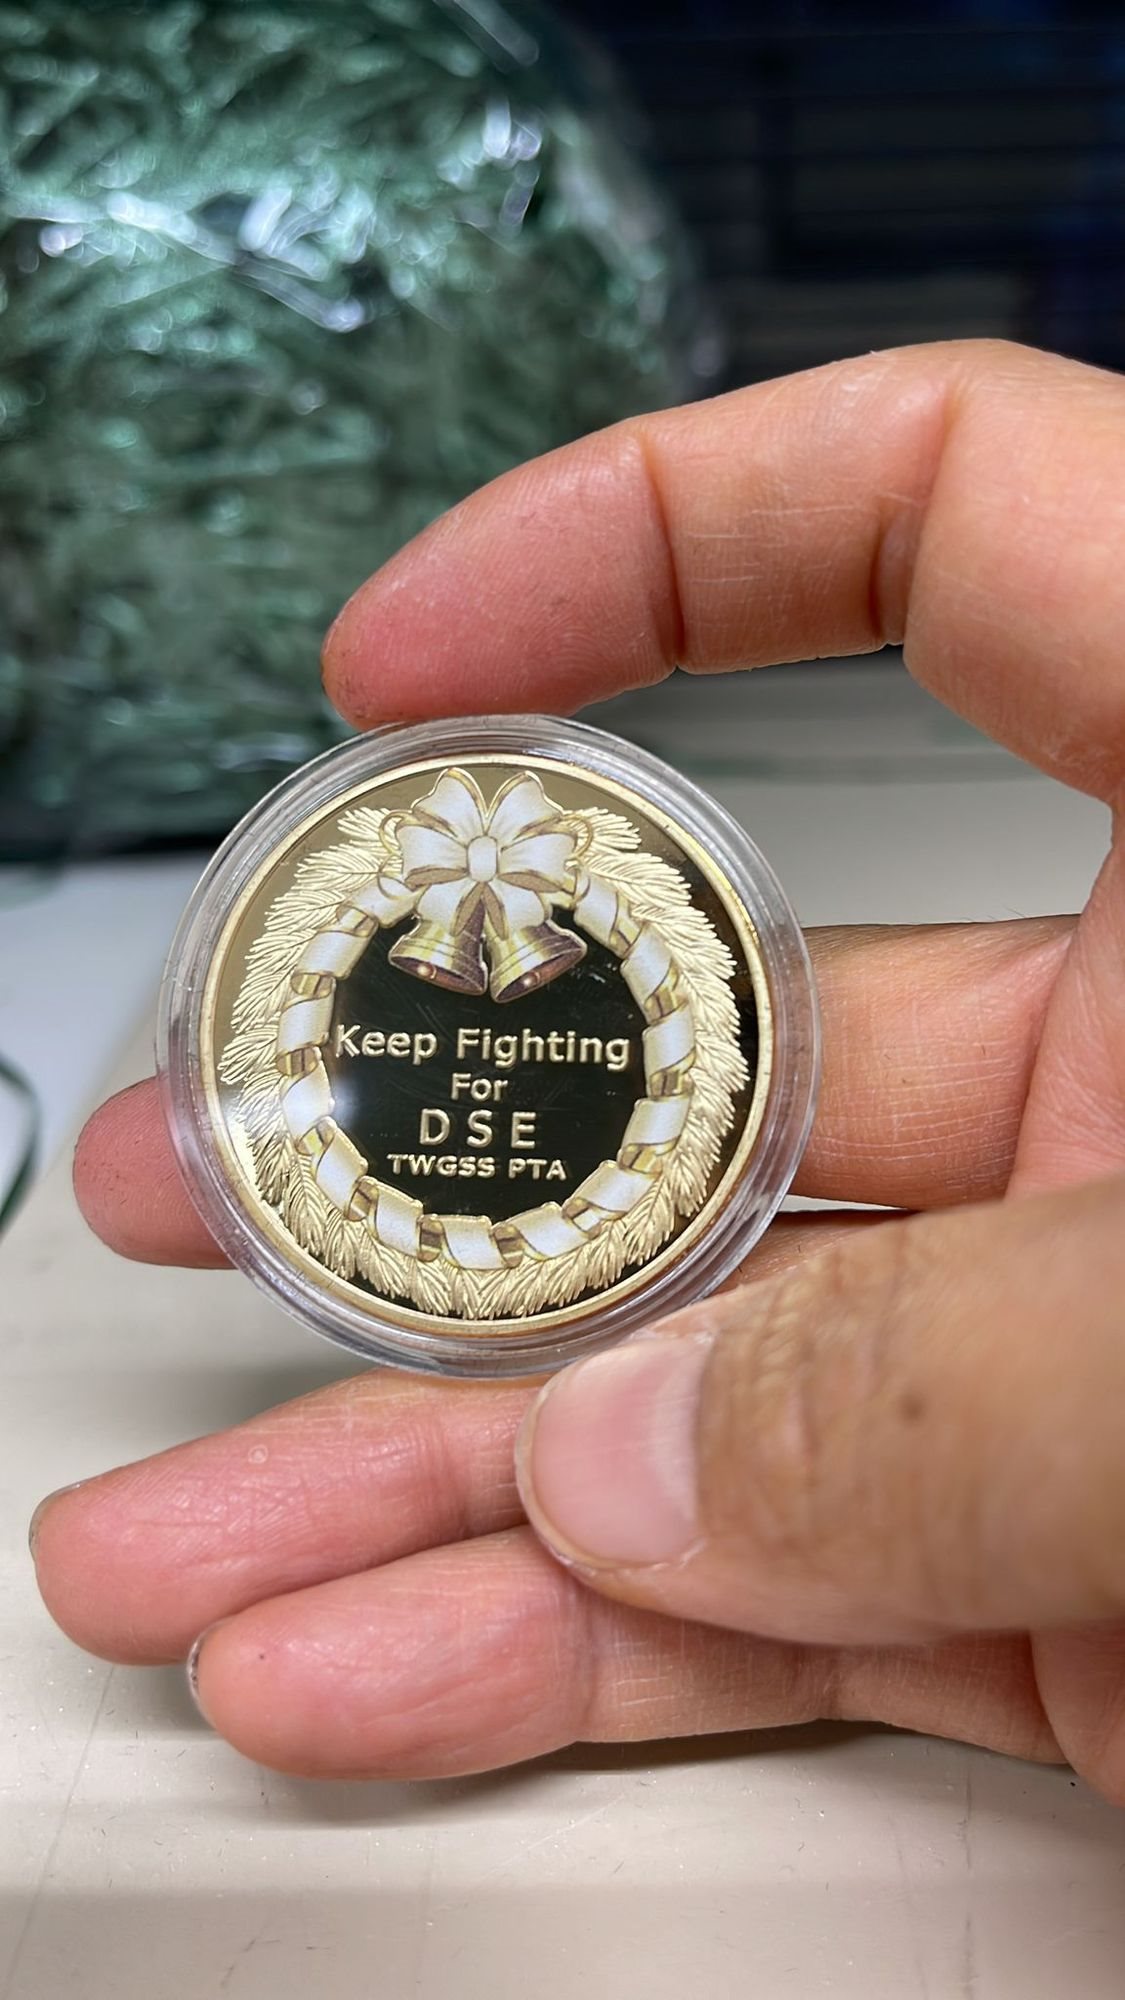 Keep Fighting
For
DSE
TWGSS PTA